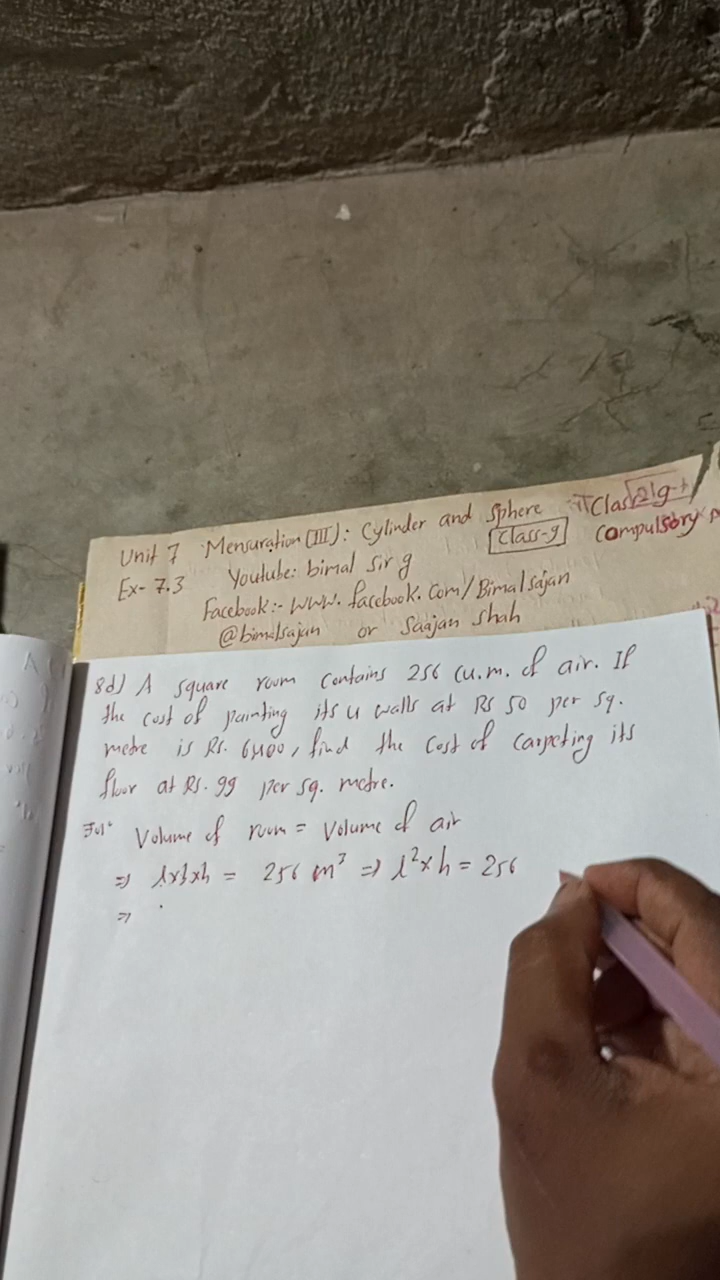 Unit 7 Mensuration (III): Cylinder and Sphere
Class-9
Compulsory
Ex- 7.3 Youtube: bimal sir g
Facebook:- www.facebook.com/Bimalsajan
@bimalsajan or Saajan Shah
8d) A square room contains 256 cu.m. of air. If
the cost of painting its 4 walls at Rs 50 per sq.
metre is Rs. 6400, find the cost of carpeting its
floor at Rs. 99 per sq. metre.
Solⁿ Volume of room = Volume of air
⇒ l×b×h = 256 m³ ⇒ l²×h = 256
⇒